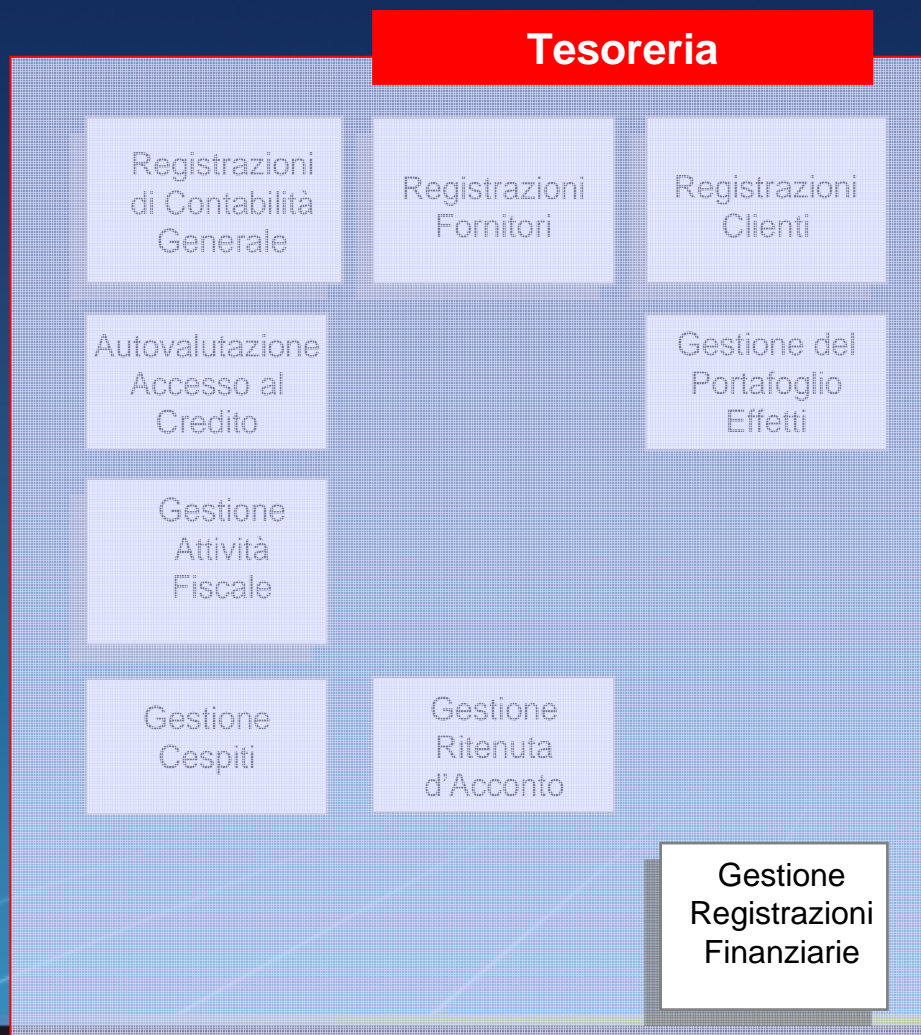 Tesoreria
Registrazioni
di Contabilità
Generale
Registrazioni
Fornitori
Registrazioni
Clienti
Autovalutazione
Accesso al
Credito
Gestione del
Portafoglio
Effetti
Gestione
Attività
Fiscale
Gestione
Cespiti
Gestione
Ritenuta
d’Acconto
Gestione
Registrazioni
Finanziarie